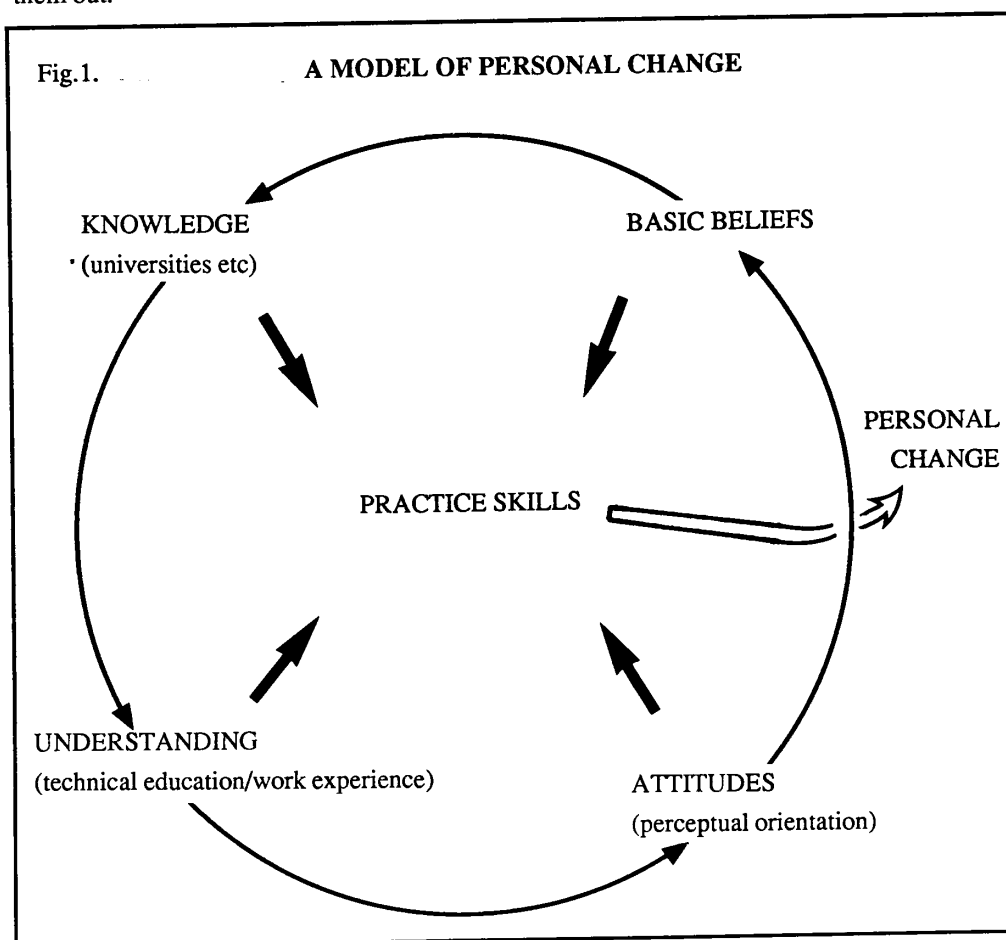 them out.
Fig.1.
A MODEL OF PERSONAL CHANGE
KNOWLEDGE
(universities etc)
BASIC BELIEFS
PERSONAL
CHANGE
PRACTICE SKILLS
UNDERSTANDING
(technical education/work experience)
ATTITUDES
(perceptual orientation)